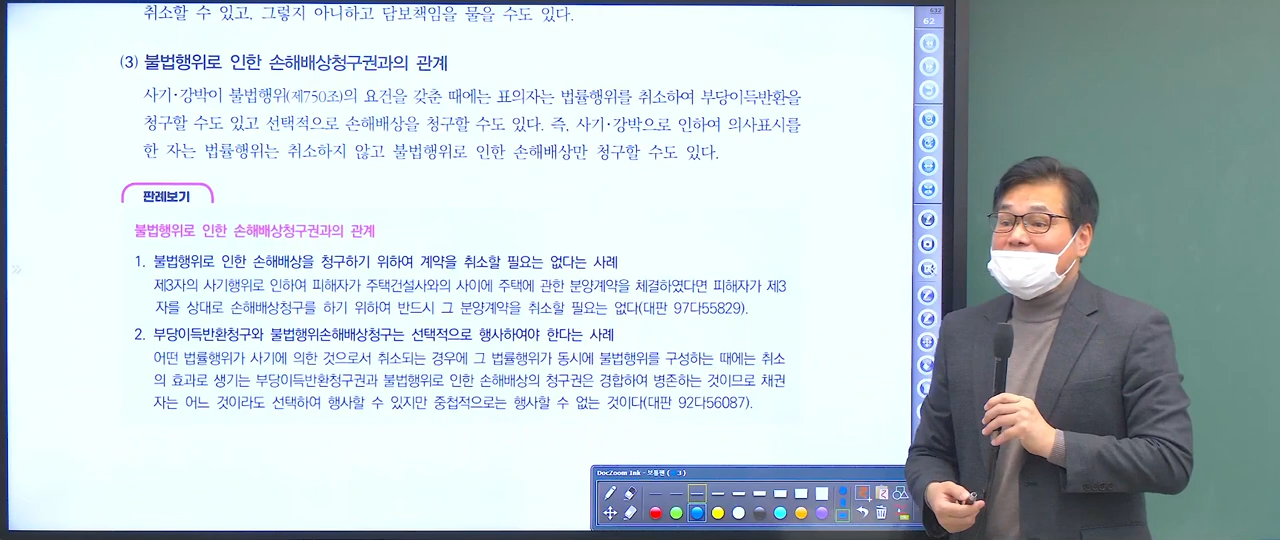 취소할 수 있고, 그렇지 아니하고 담보책임을 물을 수도 있다.
(3) 불법행위로 인한 손해배상청구권과의 관계
사기·강박이 불법행위(제750조)의 요건을 갖춘 때에는 표의자는 법률행위를 취소하여 부당이득반환을
청구할 수도 있고 선택적으로 손해배상을 청구할 수도 있다. 즉, 사기·강박으로 인하여 의사표시를
한 자는 법률행위는 취소하지 않고 불법행위로 인한 손해배상만 청구할 수도 있다.
판례보기
불법행위로 인한 손해배상청구권과의 관계
1. 불법행위로 인한 손해배상을 청구하기 위하여 계약을 취소할 필요는 없다는 사례
제3자의 사기행위로 인하여 피해자가 주택건설사와의 사이에 주택에 관한 분양계약을 체결하였다면 피해자가 제3
자를 상대로 손해배상청구를 하기 위하여 반드시 그 분양계약을 취소할 필요는 없다(대판 97다55829).
2. 부당이득반환청구와 불법행위손해배상청구는 선택적으로 행사하여야 한다는 사례
어떤 법률행위가 사기에 의한 것으로서 취소되는 경우에 그 법률행위가 동시에 불법행위를 구성하는 때에는 취소
의 효과로 생기는 부당이득반환청구권과 불법행위로 인한 손해배상의 청구권은 경합하여 병존하는 것이므로 채권
자는 어느 것이라도 선택하여 행사할 수 있지만 중첩적으로는 행사할 수 없는 것이다(대판 92다56087).
632
62
DocZoom Ink - 보통펜 ( 3 )